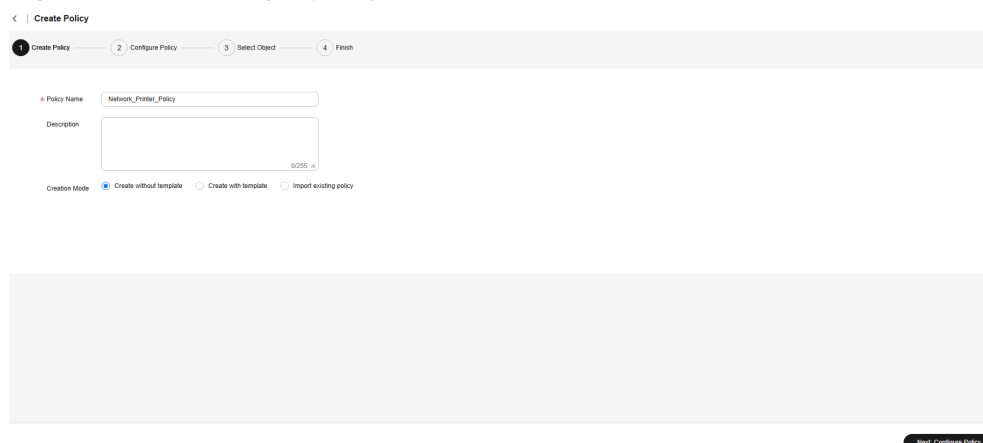 < | Create Policy
1 Create Policy 2 Configure Policy 3 Select Object 4 Finish
* Policy Name Network_Printer_Policy
Description
0/255
Creation Mode Create without template Create with template Import existing policy
Next: Configure Policy